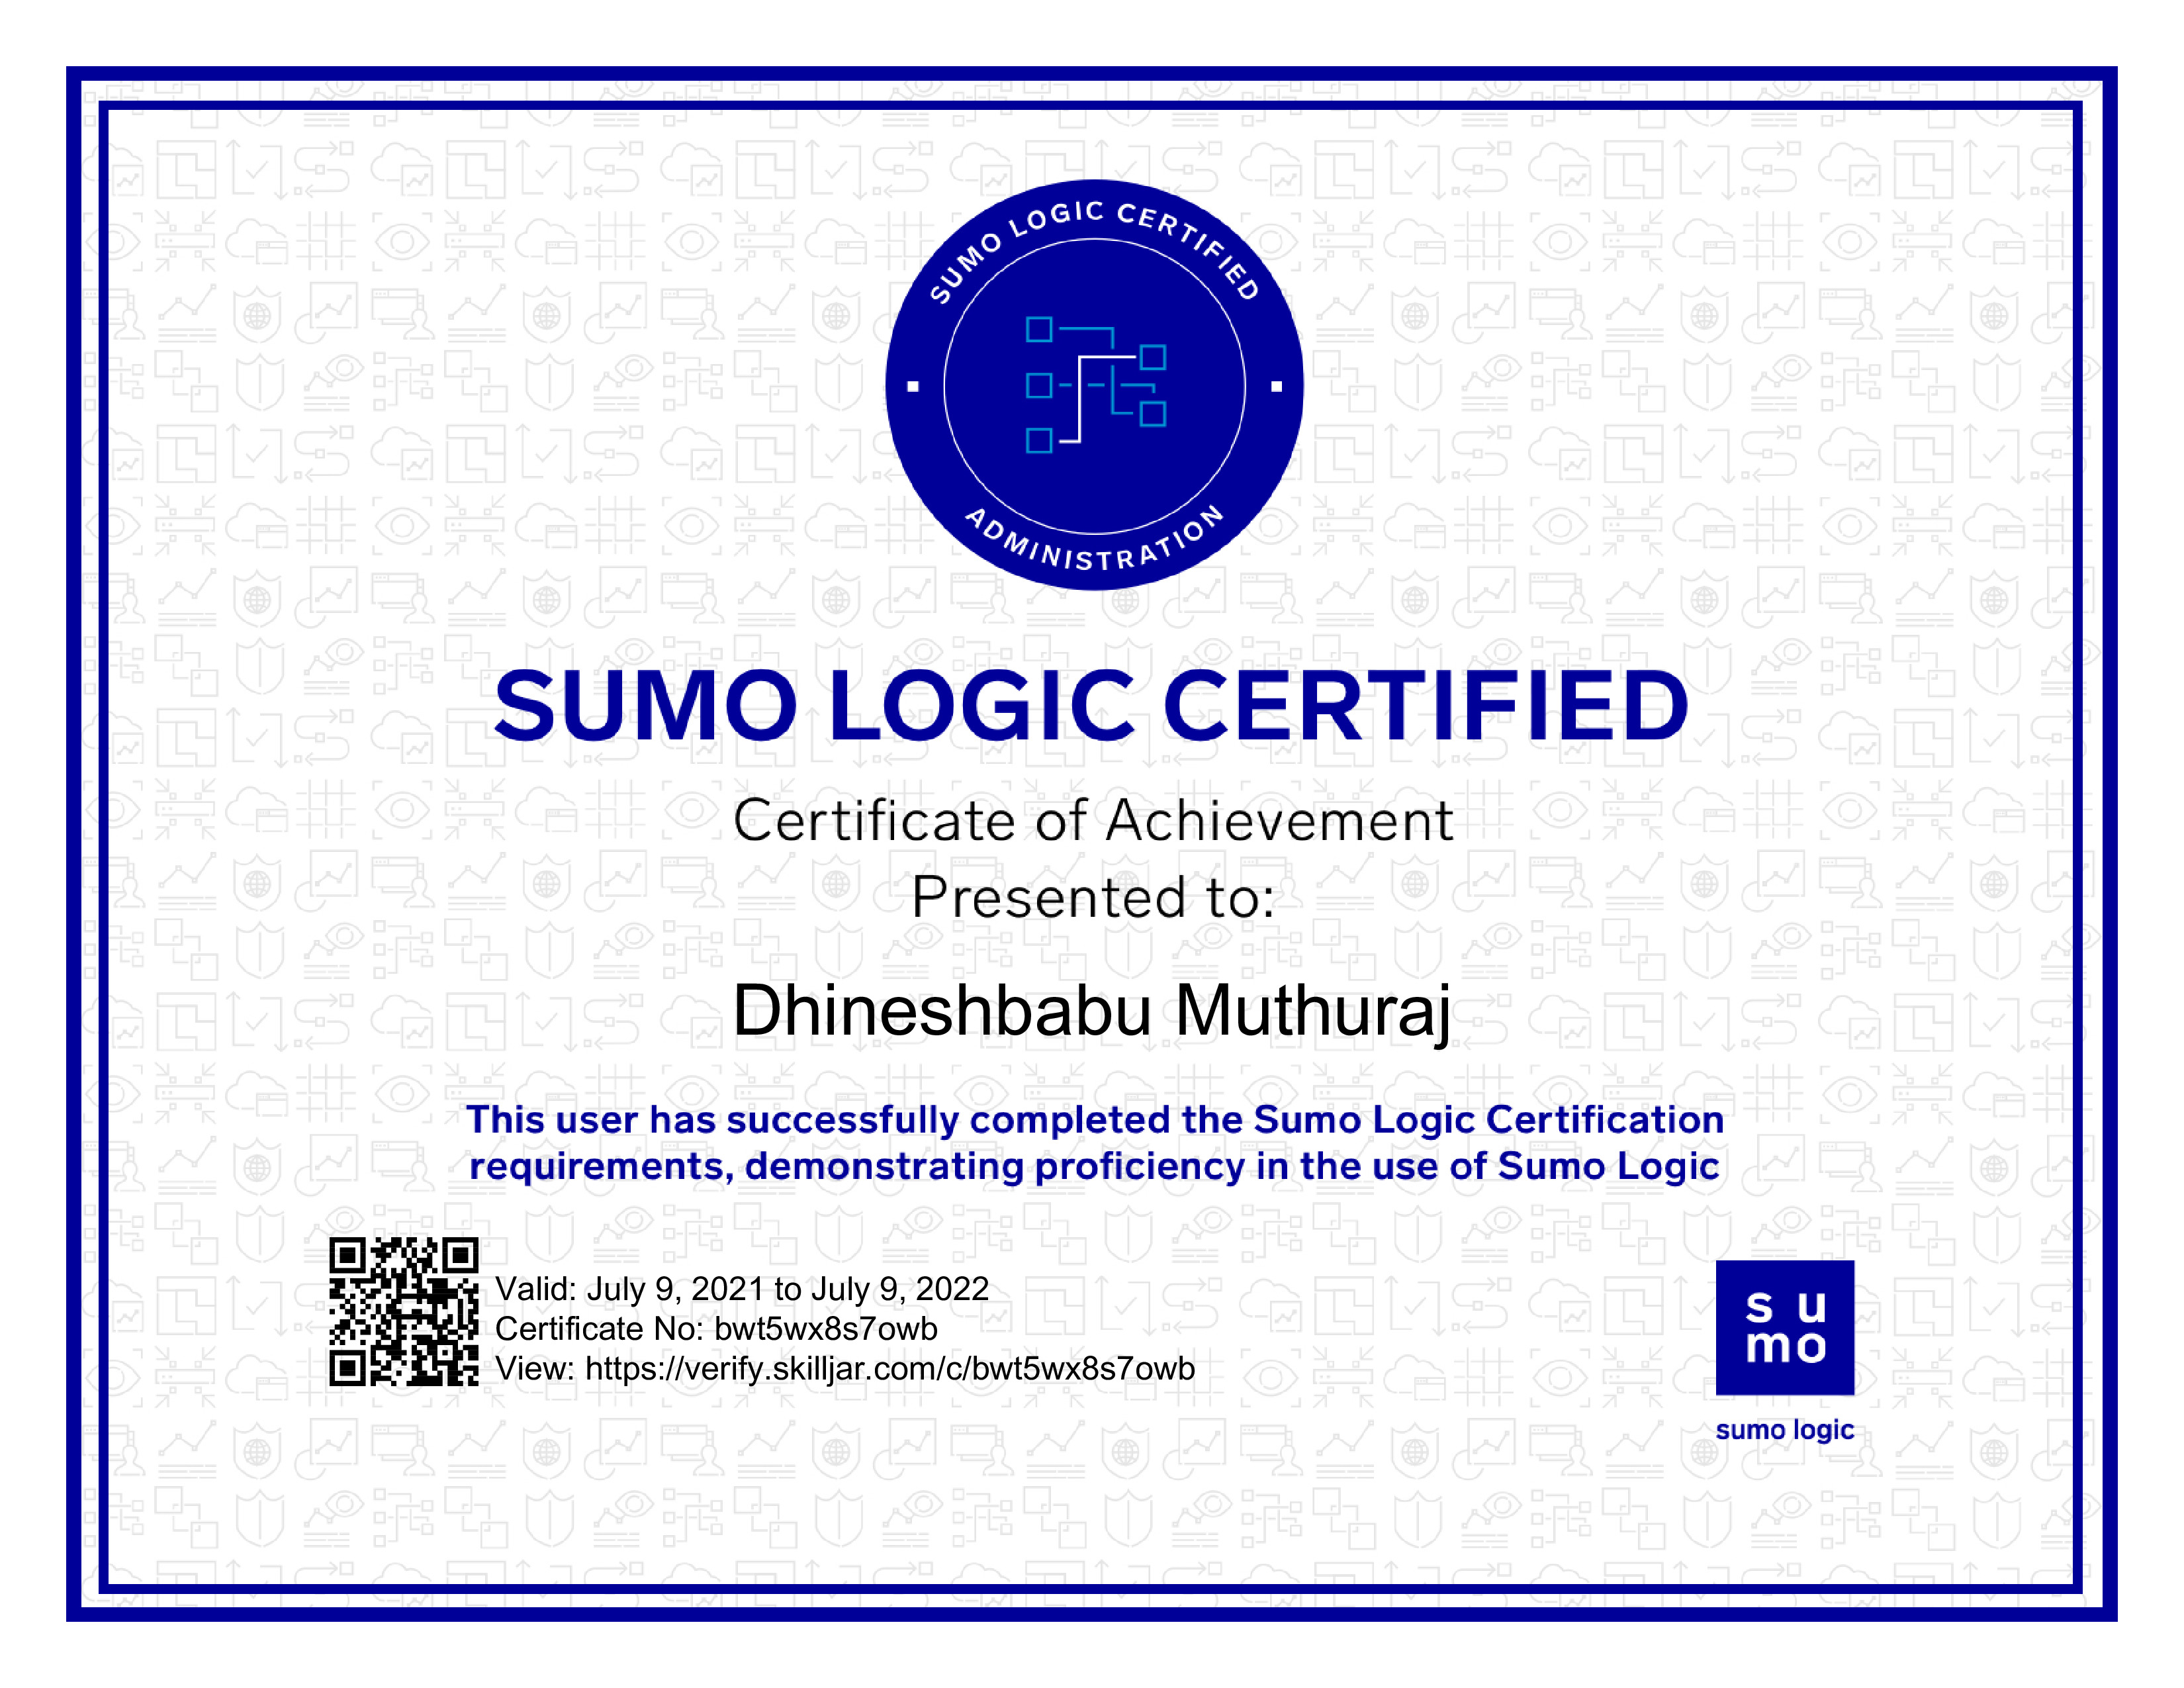 SUMO LOGIC CERTIFIED
ADMINISTRATION
SUMO LOGIC CERTIFIED
Certificate of Achievement
Presented to:
Dhineshbabu Muthuraj
This user has successfully completed the Sumo Logic Certification
requirements, demonstrating proficiency in the use of Sumo Logic
Valid: July 9, 2021 to July 9, 2022
Certificate No: bwt5wx8s7owb
View: https://verify.skilljar.com/c/bwt5wx8s7owb
su
mo
sumo logic